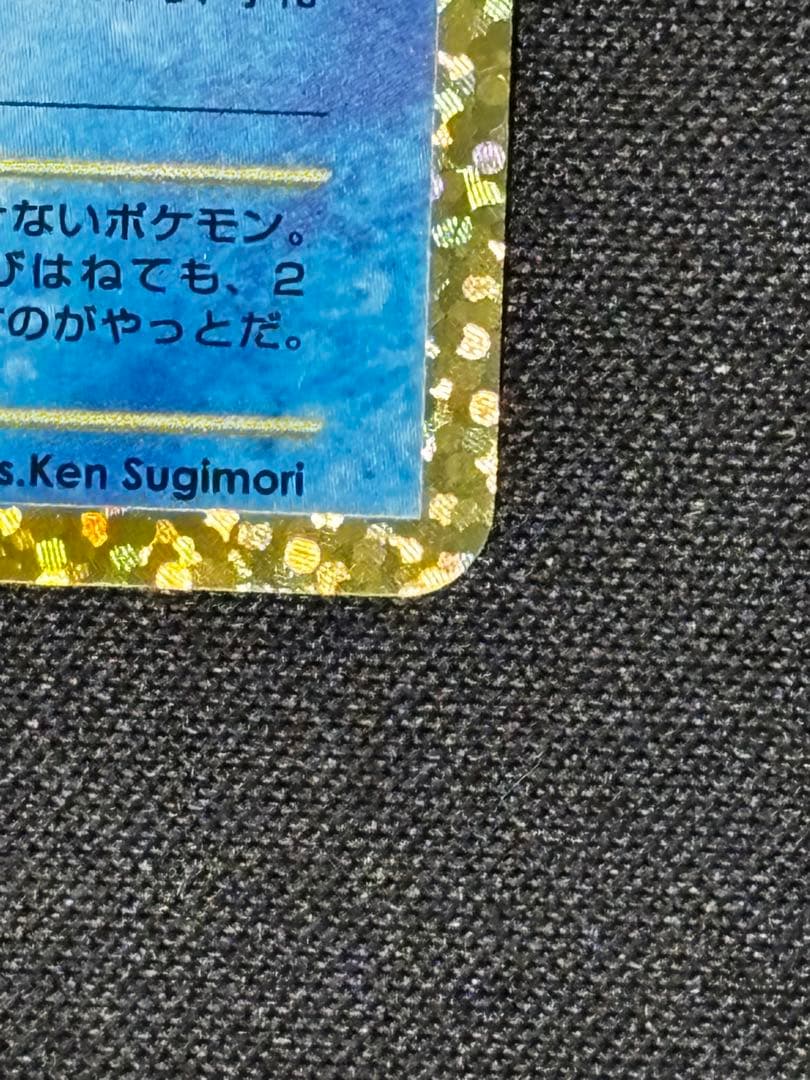 ないポケモン。
びはねても、2
のがやっとだ。
s.Ken Sugimori